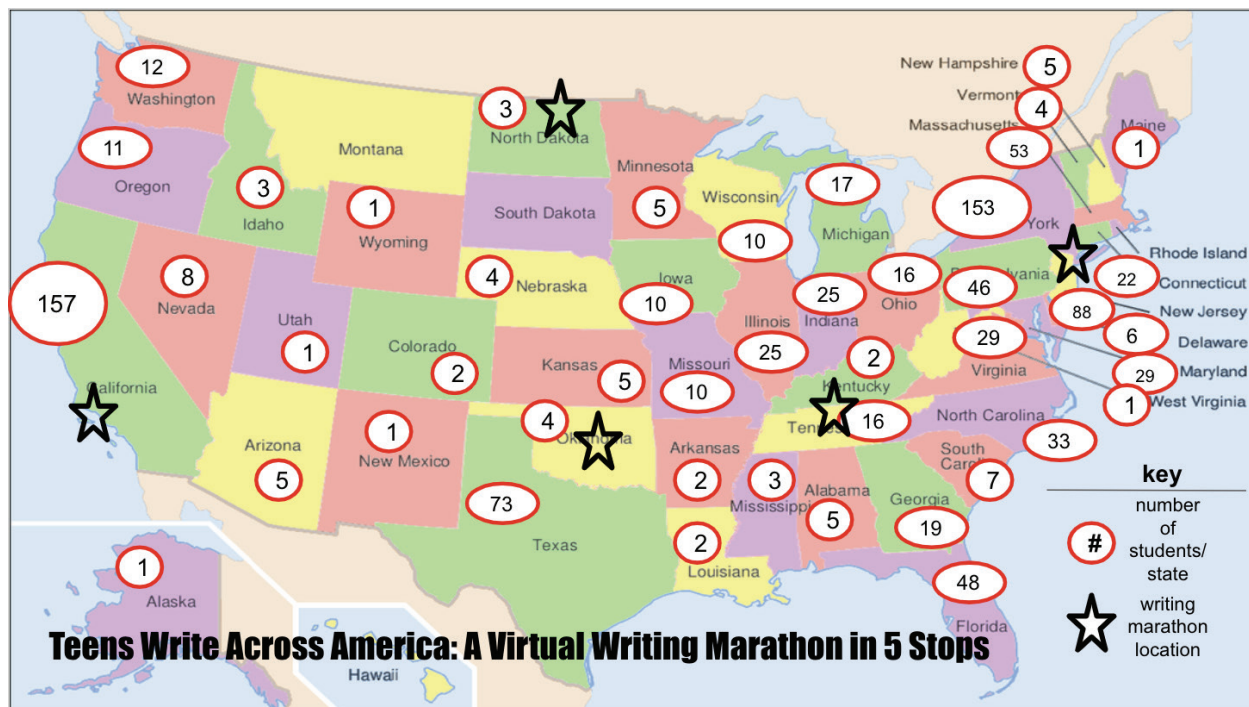 12
Washington
11
Oregon
Montana
3
Idaho
1
Wyoming
3
North Dakota
South Dakota
Minnesota
5
Wisconsin
10
17
Michigan
New Hampshire
5
Vermont
4
Massachusetts
53
Maine
1
153
York
157
California
8
Nevada
Utah
1
Colorado
2
4
Nebraska
Iowa
10
Kansas
5
Missouri
10
Illinois
25
25
Indiana
16
Ohio
46
vania
Rhode Island
22
Connecticut
88
New Jersey
6
Delaware
29
Maryland
1
West Virginia
29
Virginia
2
Kentucky
16
North Carolina
33
Arizona
5
1
New Mexico
4
73
Texas
Arkansas
2
2
Louisiana
3
Mississippi
Alabama
5
Georgia
19
South
7
48
Florida
1
Alaska
Hawaii
Teens Write Across America: A Virtual Writing Marathon in 5 Stops
key
#
number
of
students/
state
writing
marathon
location